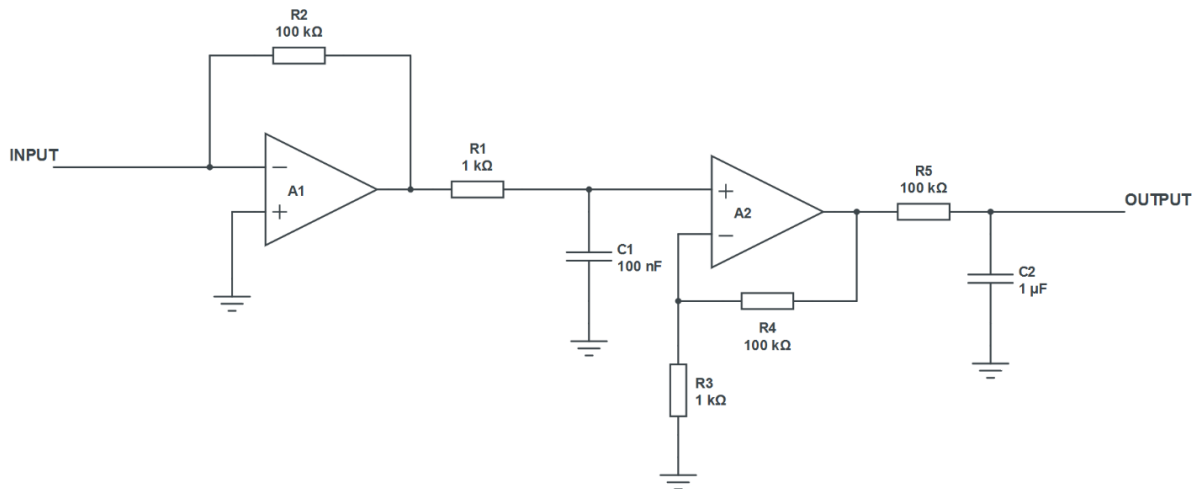 R2
100 kΩ
INPUT
A1
R1
1 kΩ
C1
100 nF
A2
R4
100 kΩ
R3
1 kΩ
R5
100 kΩ
OUTPUT
C2
1 µF